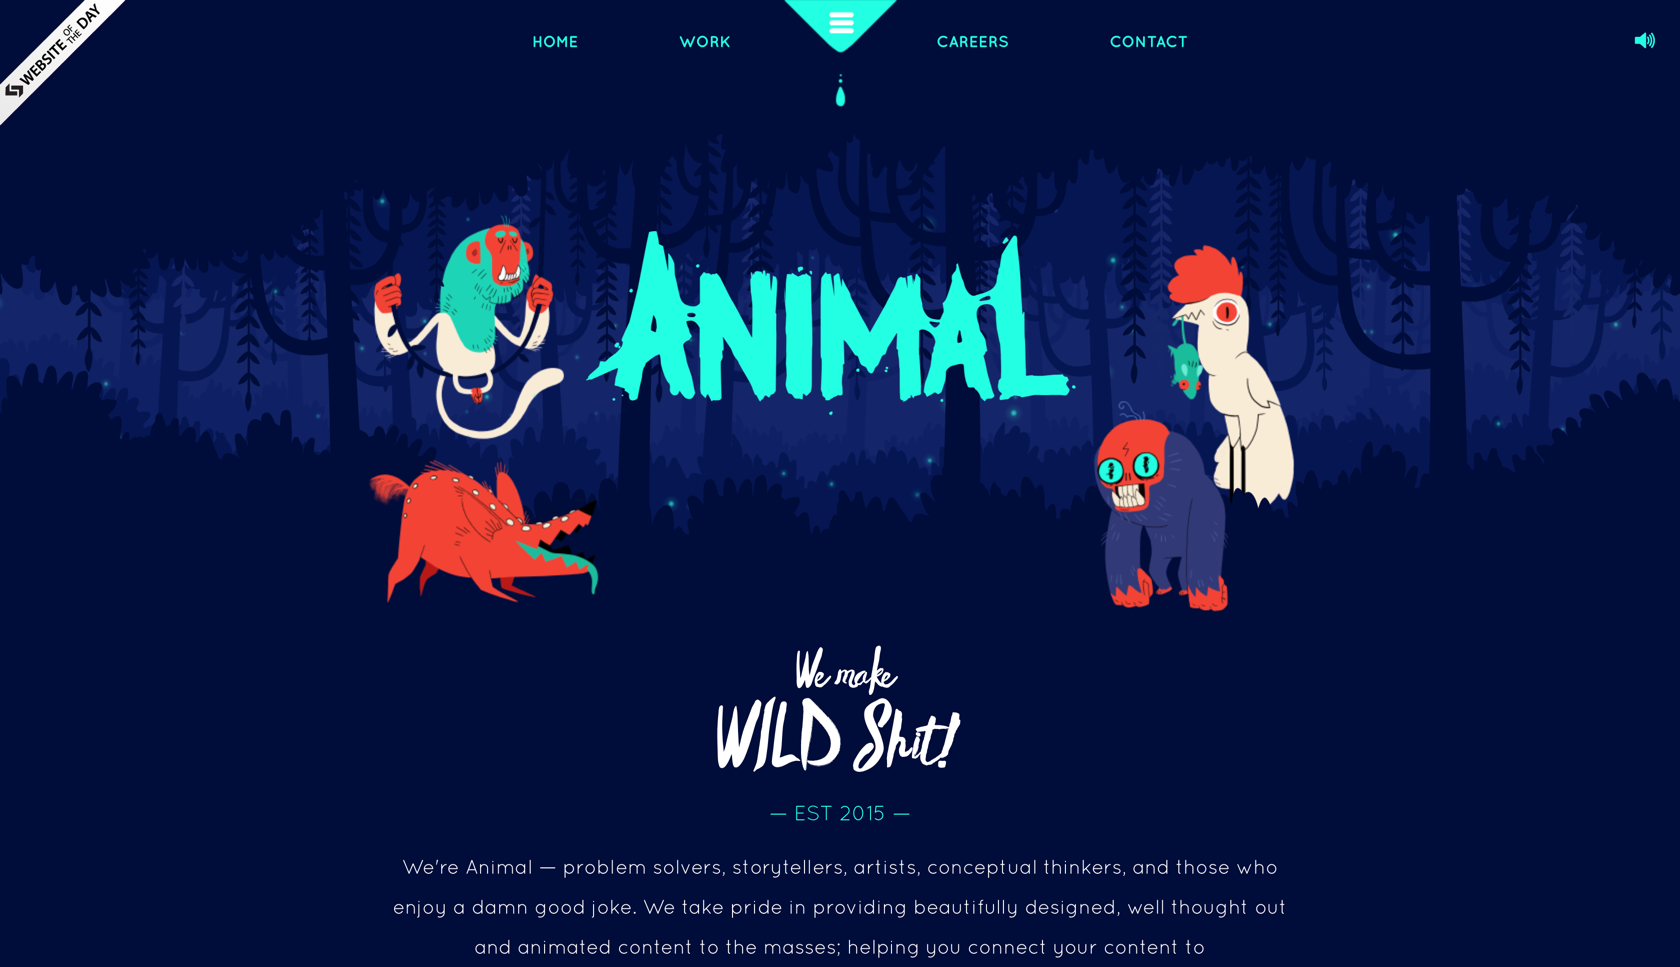 WEBSITE OF THE DAY
HOME WORK CAREERS CONTACT
ANIMAL
We make
WILD Shit!
— EST 2015 —
We're Animal — problem solvers, storytellers, artists, conceptual thinkers, and those who
enjoy a damn good joke. We take pride in providing beautifully designed, well thought out
and animated content to the masses; helping you connect your content to